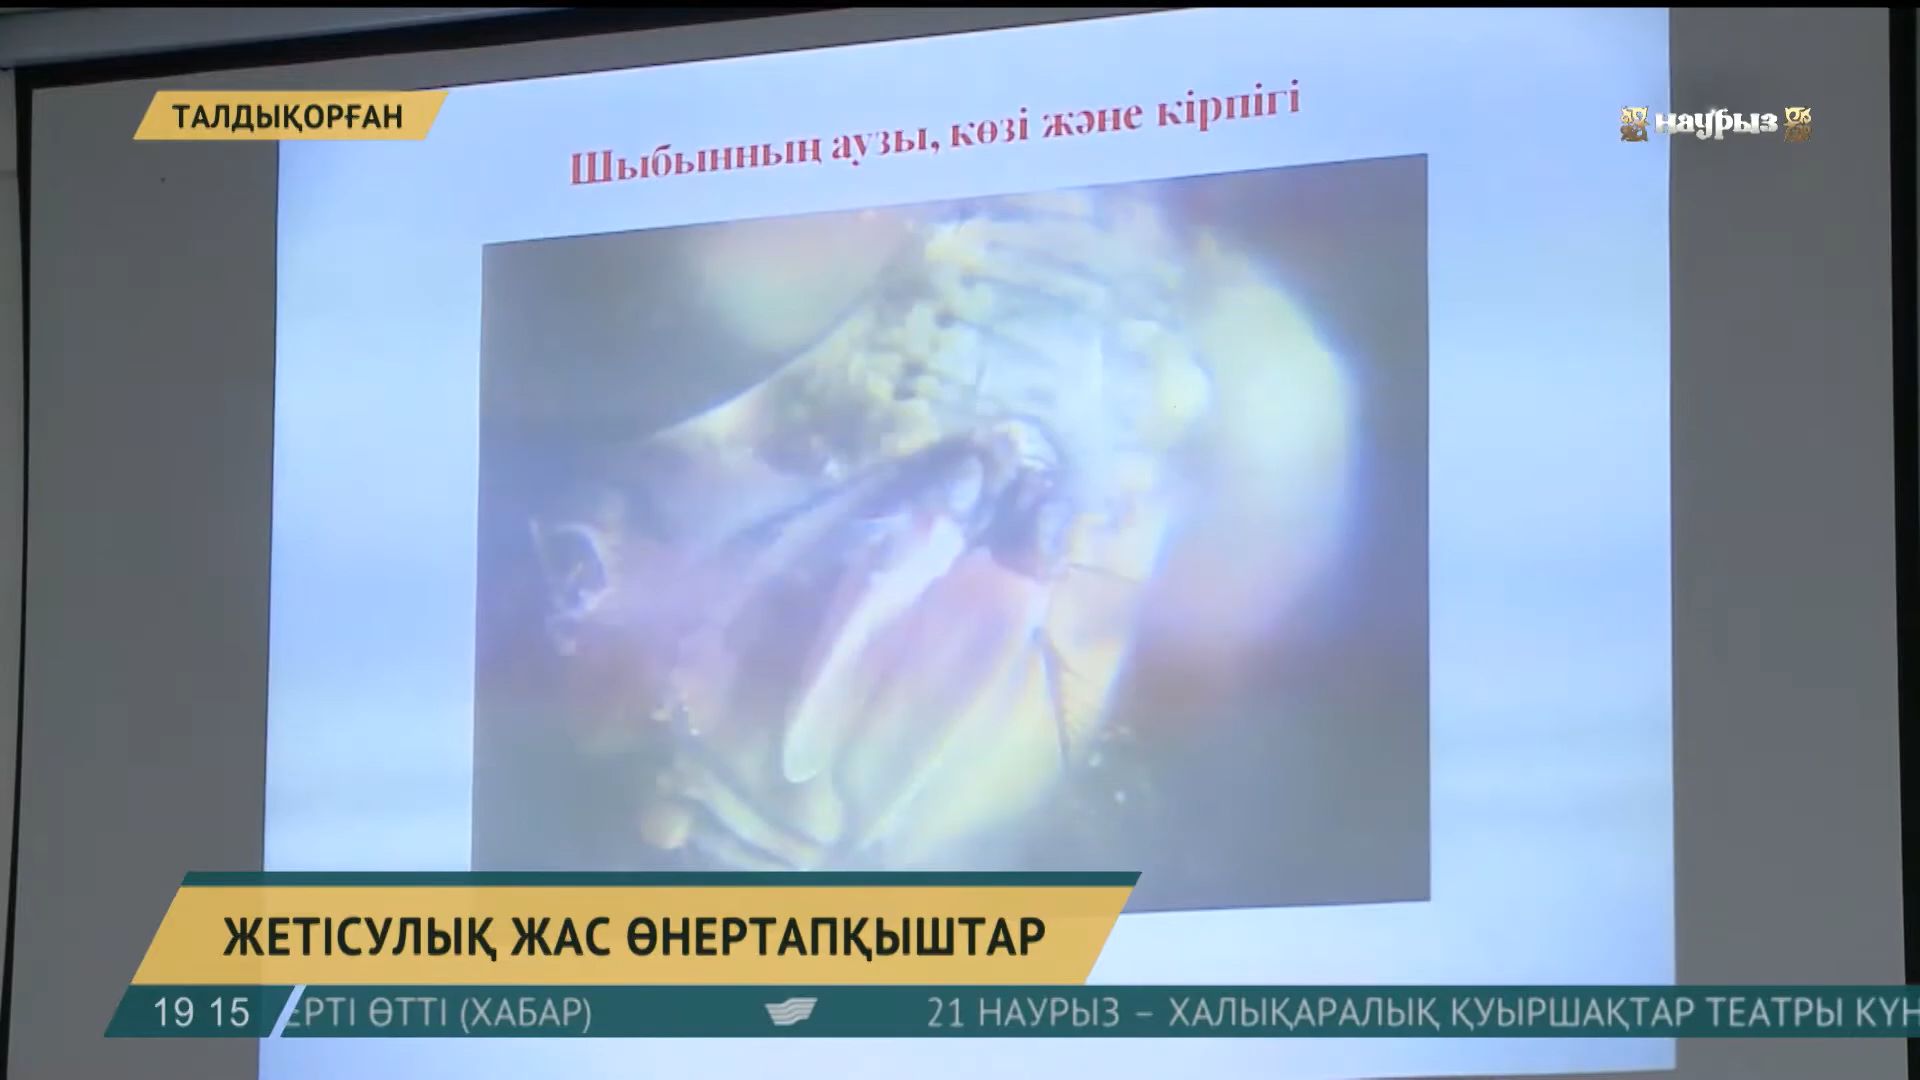 ТАЛДЫҚОРҒАН
наурыз
Шыбынның аузы, көзі және кірпігі
ЖЕТІСУЛЫҚ ЖАС ӨНЕРТАПҚЫШТАР
19 15
ЕРТІ ӨТТІ (ХАБАР) 21 НАУРЫЗ – ХАЛЫҚАРАЛЫҚ ҚУЫРШАҚТАР ТЕАТРЫ КҮН